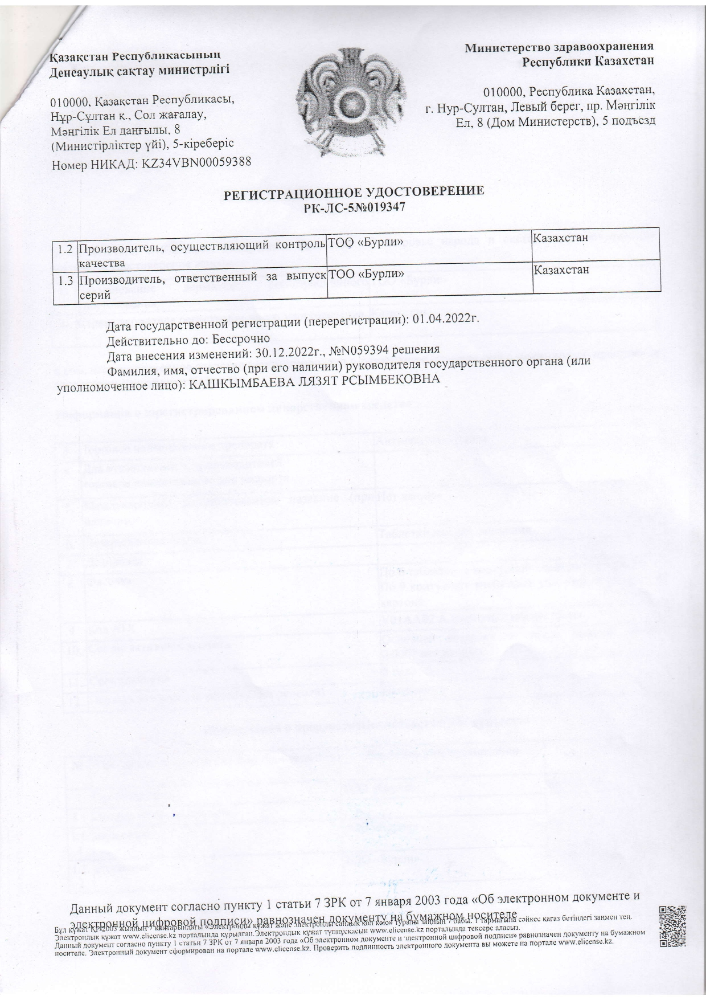 Қазақстан Республикасының
Денсаулық сақтау министрлігі
010000, Қазақстан Республикасы,
Нұр-Сұлтан қ., Сол жағалау,
Мәңгілік Ел даңғылы, 8
(Министірліктер үйі), 5-кіреберіс
Номер НИКАД: KZ34VBN00059388
Министерство здравоохранения
Республики Казахстан
010000, Республика Казахстан,
г. Нур-Султан, Левый берег, пр. Мәңгілік
Ел, 8 (Дом Министерств), 5 подъезд
РЕГИСТРАЦИОННОЕ УДОСТОВЕРЕНИЕ
РК-ЛС-5№019347
1.2 Производитель, осуществляющий контроль ТОО «Бурли» Казахстан
качества
1.3 Производитель, ответственный за выпуск ТОО «Бурли» Казахстан
серий
Дата государственной регистрации (перерегистрации): 01.04.2022г.
Действительно до: Бессрочно
Дата внесения изменений: 30.12.2022г., №N059394 решения
Фамилия, имя, отчество (при его наличии) руководителя государственного органа (или
уполномоченное лицо): КАШКЫМБАЕВА ЛЯЗЯТ РСЫМБЕКОВНА
Данный документ согласно пункту 1 статьи 7 ЗРК от 7 января 2003 года «Об электронном документе и
электронной цифровой подписи» равнозначен документу на бумажном носителе
Бұл құжат ҚР 2003 жылдың 7 қаңтарындағы «Электронды құжат және электронды сандық қол қою» туралы заңның 7 бабы, 1 тармағына сәйкес қағаз бетіндегі заңмен тең.
Электрондық құжат www.elicense.kz порталында құрылған.Электрондық құжат түпнұсқасын www.elicense.kz порталында тексере аласыз.
Данный документ согласно пункту 1 статьи 7 ЗРК от 7 января 2003 года «Об электронном документе и электронной цифровой подписи» равнозначен документу на бумажном
носителе. Электронный документ сформирован на портале www.elicense.kz. Проверить подлинность электронного документа вы можете на портале www.elicense.kz.